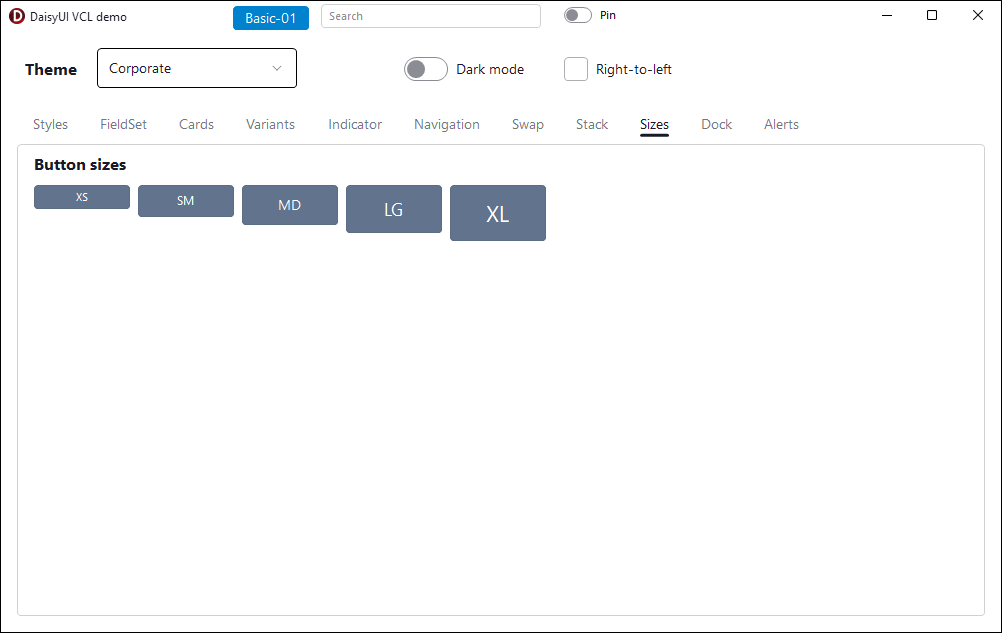 DaisyUI VCL demo Basic-01 Search Pin
Theme Corporate Dark mode Right-to-left
Styles FieldSet Cards Variants Indicator Navigation Swap Stack Sizes Dock Alerts
Button sizes
XS SM MD LG XL